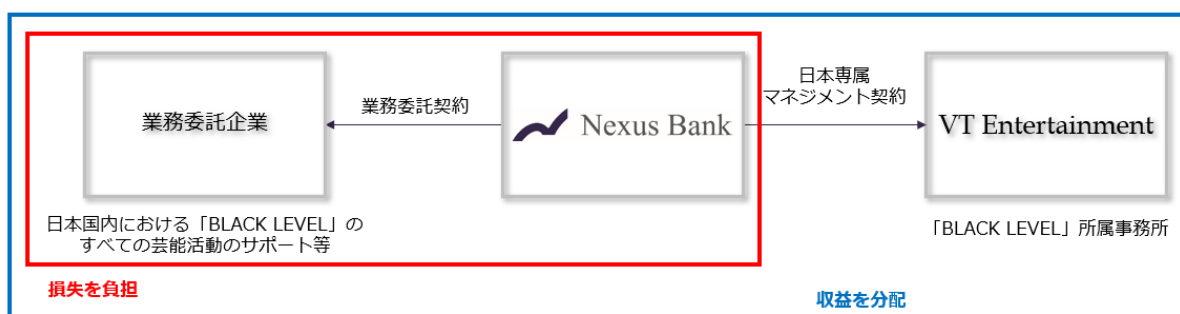 業務委託企業
業務委託契約
Nexus Bank
日本専属
マネジメント契約
VT Entertainment
日本国内における「BLACK LEVEL」の
すべての芸能活動のサポート等
「BLACK LEVEL」所属事務所
損失を負担
収益を分配